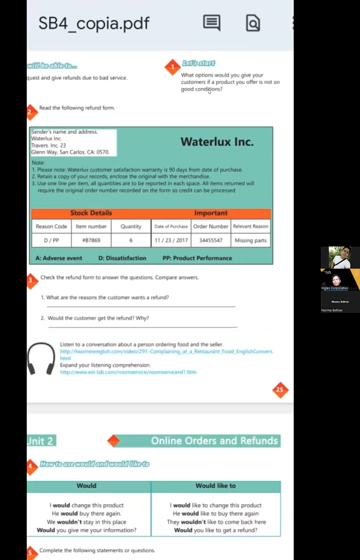 SB4_copia.pdf
will be able to...
quest and give refunds due to bad service.
1 Let's start
What options would you give your
customers if a product you offer is not on
good conditions?
2 Read the following refund form.
Sender's name and address.
Waterlux Inc.
Travers. Inc, 23
Glenn Way, San Carlos, CA: 0570.
Waterlux Inc.
Note:
1. Please note: Waterlux customer satisfaction warranty is 90 days from date of purchase.
2. Retain a copy of your records, enclose the original with the merchandise.
3. Use one line per item, all quantities are to be reported in each space. All items returned will
require the original order number recorded on the form so credit can be processed
Stock Details Important
Reason Code Item number Quantity Date of Purchase Order Number Relevant Reason
D / PP #B7869 6 11 / 23 / 2017 34455547 Missing parts
A: Adverse event D: Dissatisfaction PP: Product Performance
3 Check the refund form to answer the questions. Compare answers.
1. What are the reasons the customer wants a refund?
2. Would the customer get the refund? Why?
Listen to a conversation about a person ordering food and the seller.
Expand your listening comprehension.
25
Unit 2 Online Orders and Refunds
4 How to use would and would like to
Would Would like to
I would change this product I would like to change this product
He would buy there again. He would like to buy there again
We wouldn't stay in this place They wouldn't like to come back here
Would you give me your information? Would you like to get a refund?
5 Complete the following statements or questions.